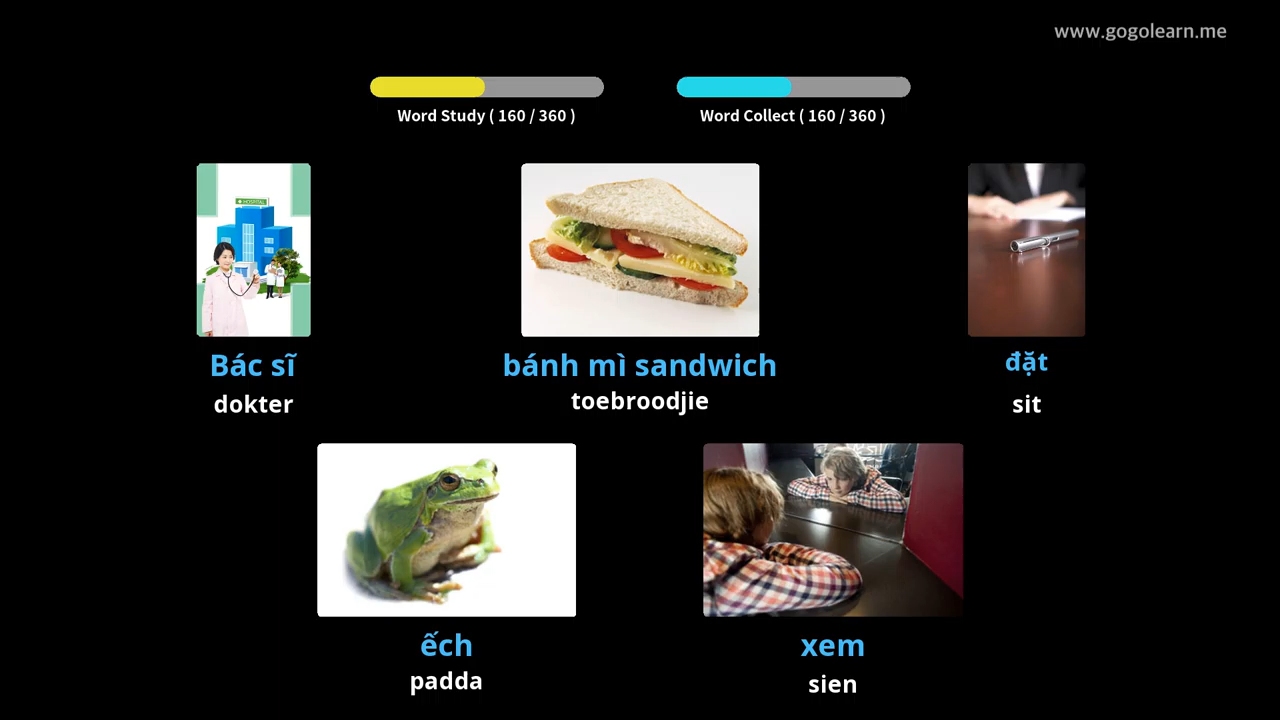 www.gogolearn.me
Word Study ( 160 / 360 )
Word Collect ( 160 / 360 )
HOSPITAL
Bác sĩ
dokter
bánh mì sandwich
toebroodjie
đặt
sit
ếch
padda
xem
sien